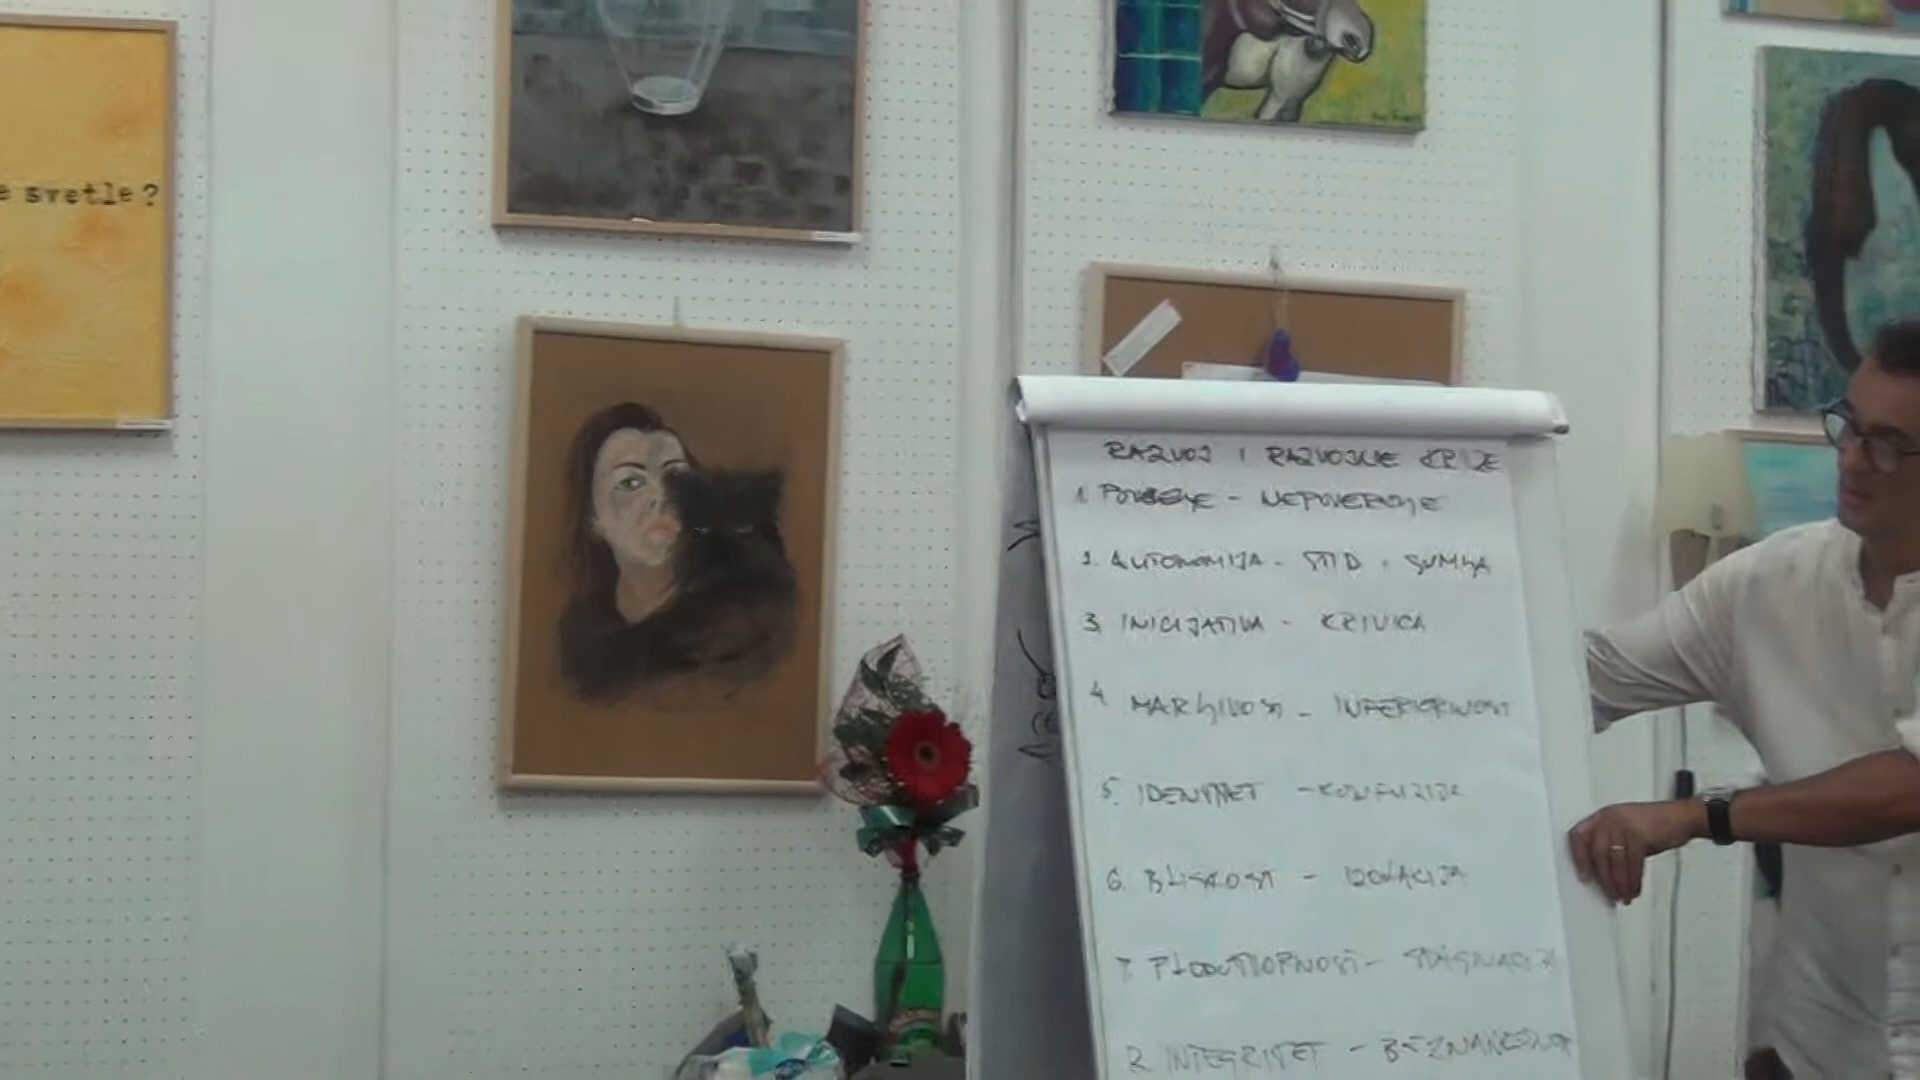 e svetle?
RAZVOJ I RAZVOJNE KRIZE
1. POVERENJE - NEPOVERENJE
2. AUTONOMIJA - STID I SUMNJA
3. INICIJATIVA - KRIVICA
4. MARLJIVOST - INFERIORNOST
5. IDENTITET - KONFUZIJA
6. BLISKOST - IZOLACIJA
7. PLODOTVORNOST - STAGNACIJA
8. INTEGRITET -